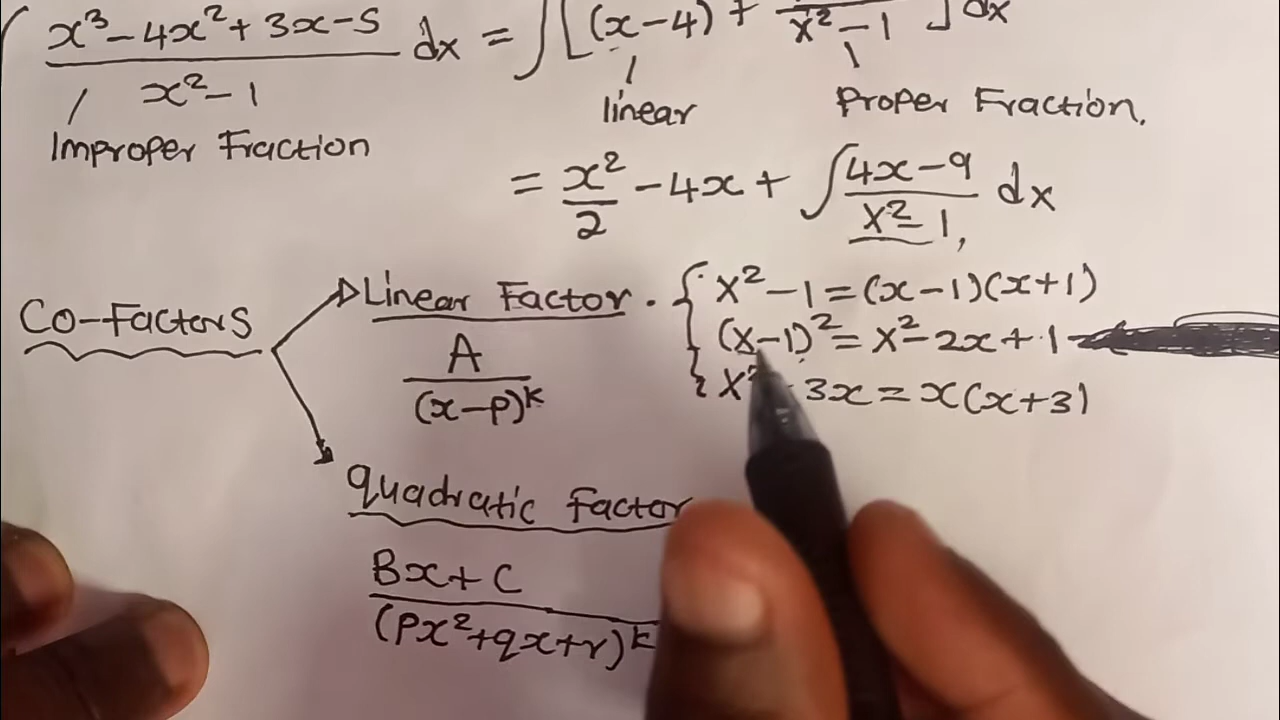 ∫ x³-4x²+3x-5 / x²-1 dx = ∫[(x-4) + / x²-1 ] dx
linear Proper Fraction.
Improper Fraction
= x²/2 - 4x + ∫ 4x-9 / x²-1, dx
Co-Factors
Linear Factor. { x²-1=(x-1)(x+1)
(x-1)²= x²-2x+1
x² 3x = x(x+3)
A / (x-p)ᵏ
Quadratic Factor
Bx+C / (Px²+qx+r)ᵏ